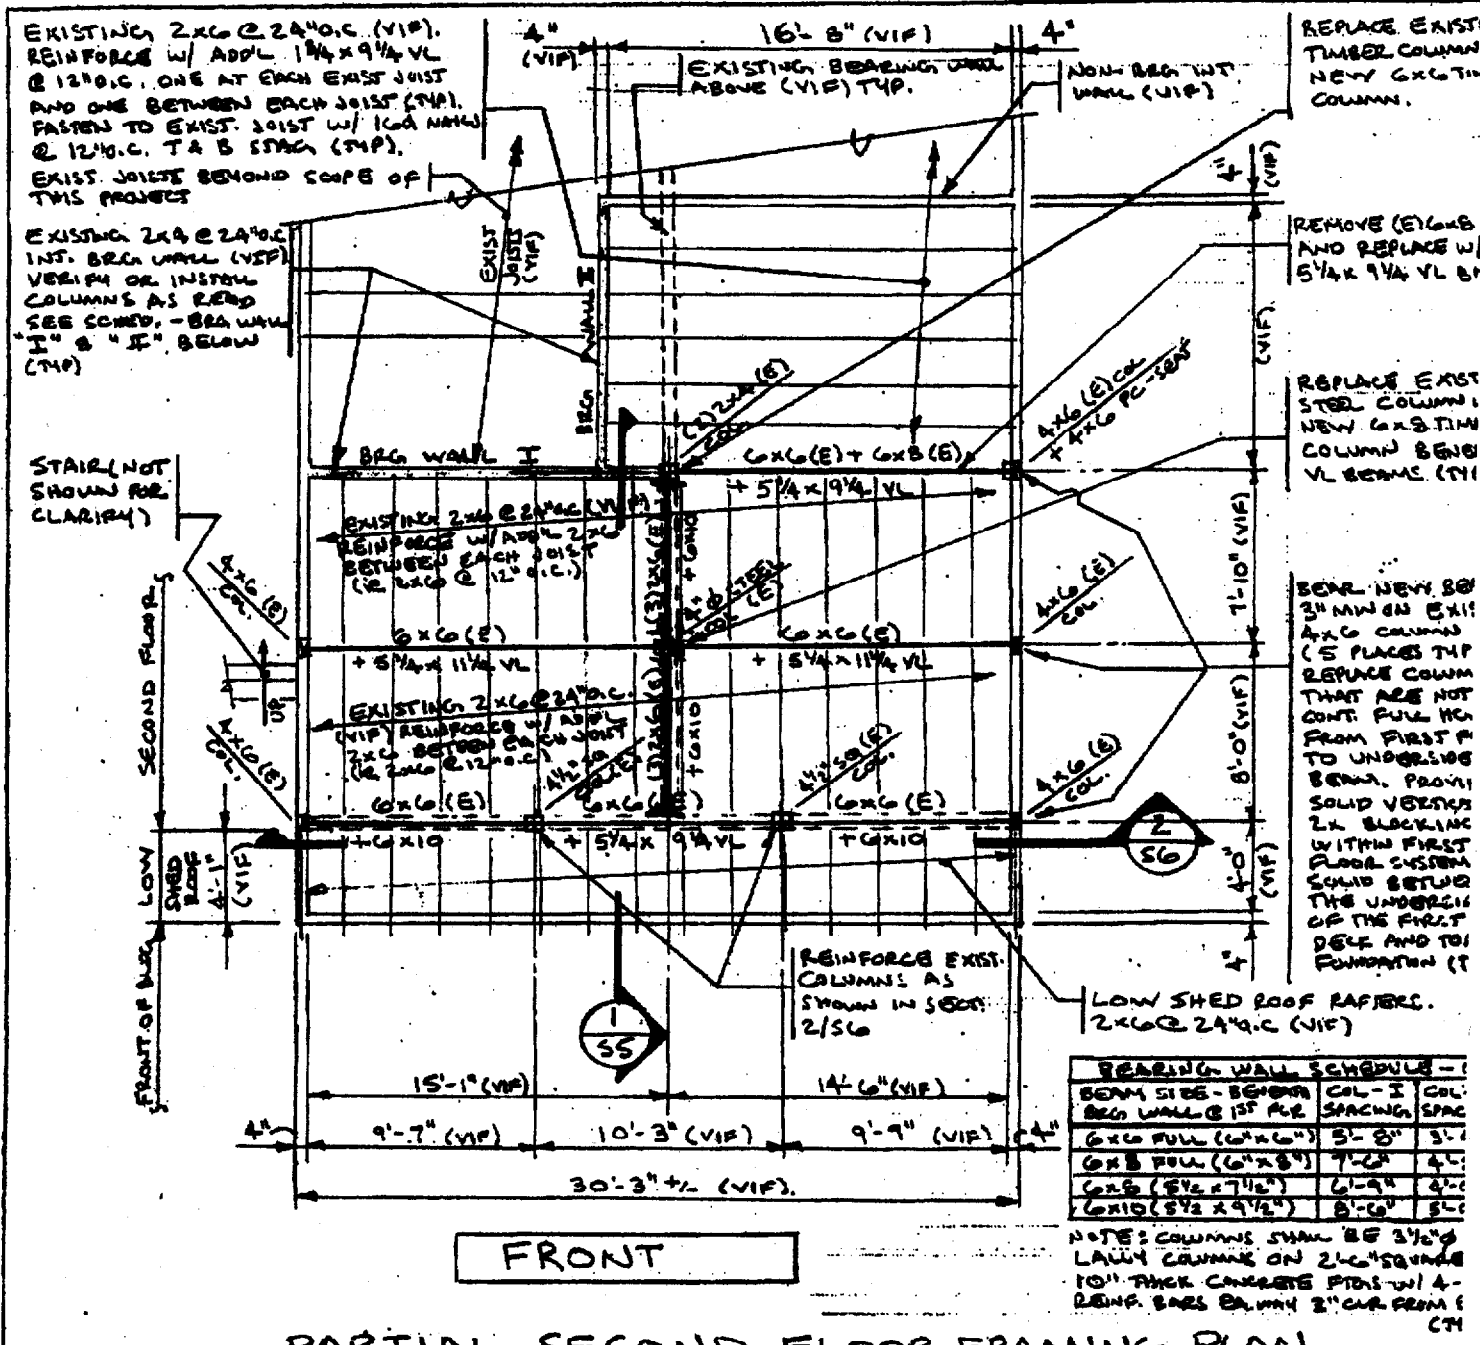 EXISTING 2x6 @ 24"O.C. (VIF).
REINFORCE W/ ADD'L 1 3/4 x 9 1/4 VL
@ 12"O.C. ONE AT EACH EXIST JOIST
AND ONE BETWEEN EACH JOIST (TYP).
FASTEN TO EXIST. JOIST W/ 16d NAILS
@ 12"O.C. T & B STAG (TYP).
EXIST. JOISTS BEYOND SCOPE OF
THIS PROJECT
EXISTING 2x4 @ 24"O.C.
INT. BRG WALL (VIF)
VERIFY OR INSTALL
COLUMNS AS REQD
SEE SCHED. - BRG WALL
"I" & "II" BELOW
(TYP)
4"
(VIF)
16'- 8" (VIF)
4"
EXISTING BEARING WALL
ABOVE (VIF) TYP.
NON-BRG INT.
WALL (VIF)
REPLACE EXIST
TIMBER COLUMN
NEW 6x6 TIM
COLUMN.
4"
(VIF)
REMOVE (E) 6x8
AND REPLACE W/
5 1/4 x 9 1/4 VL B
(VIF)
EXIST
JOISTS
(VIF)
BRG WALL II
(2) 2x4 (E)
COL.
4x6 (E) COL
x 4x6 PC-SEAT
REPLACE EXIST
STEEL COLUMN
NEW 6x8 TIM
COLUMN BENE
VL BEAMS. (TY
BRG WALL I
6x6(E) + 6x8 (E)
+ 5 1/4 x 9 1/4 VL
STAIR (NOT
SHOWN FOR
CLARIFY)
EXISTING 2x6 @ 24"O.C (VIF)
REINFORCE W/ ADD'L 2x6
BETWEEN EACH JOIST
(IE 2x6 @ 12" O.C.)
(3) 2x6 (E)
+ 6x10
7'-10" (VIF)
4x6 (E)
COL.
STEEL
COL (E)
4x6 (E)
COL.
6x6 (E)
+ 5 1/4 x 11 1/4 VL
6x6 (E)
+ 5 1/4 x 11 1/4 VL
BEAR NEW BE
3" MIN ON EXIS
4x6 COLUMN
(5 PLACES TYP
REPLACE COLUM
THAT ARE NOT
CONT. FULL HG
FROM FIRST F
TO UNDERSIDE
BEAM. PROVI
SOLID VERTICA
2x BLOCKING
WITHIN FIRST
FLOOR SYSTEM
SOLID BETWE
THE UNDERSI
OF THE FIRST
DECK AND TO
FOUNDATION (T
SECOND FLOOR
UP
EXISTING 2x6 @ 24"O.C.
(VIF) REINFORCE W/ ADD'L
2x6 BETWEEN EACH JOIST
(IE 2x6 @ 12"O.C.)
(3) 2x6 (E)
+ 6x10
8'-0" (VIF)
4x6 (E)
COL.
4 1/2" SQ
COL (E)
4 1/2" SQ (E)
COL.
4x6 (E)
COL.
6x6 (E)
6x6
6x6 (E)
+ 6x10
+ 5 1/4 x 9 1/4 VL
+ 6x10
2
S6
LOW
SHED
ROOF
4'-1"
(VIF)
4'-0"
(VIF)
4"
FRONT OF BLDG
REINFORCE EXIST.
COLUMNS AS
SHOWN IN SECT.
2/S6
LOW SHED ROOF RAFTERS.
2x6 @ 24"O.C (VIF)
1
S5
15'-1" (VIF)
14'-6" (VIF)
4"
9'-7" (VIF)
10'-3" (VIF)
9'-9" (VIF)
4"
30'-3" +/- (VIF).
BEARING WALL SCHEDULE -
BEAM SIZE - BENEATH
BRG WALL @ 1ST FLR
COL - I
SPACING
COL
SPAC
6x6 FULL (6"x6")
5'- 8"
6x8 FULL (6"x8")
7'-6"
6x8 (5 1/2 x 7 1/2")
6'-9"
6x10 (5 1/2 x 9 1/2")
8'-6"
NOTE: COLUMNS SHALL BE 3 1/2"Ø
LALLY COLUMNS ON 2'-6" SQUARE
10" THICK CONCRETE FTGS W/ 4-
REINF. BARS EA. WAY 3" CLR FROM
FRONT
PARTIAL SECOND FLOOR FRAMING PLAN